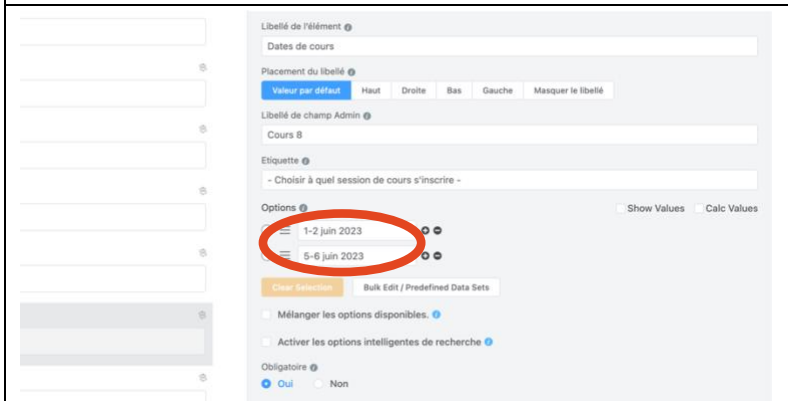 Libellé de l'élément
Dates de cours
Placement du libellé
Valeur par défaut Haut Droite Bas Gauche Masquer le libellé
Libellé de champ Admin
Cours 8
Etiquette
- Choisir à quel session de cours s'inscrire -
Options Show Values Calc Values
1-2 juin 2023
5-6 juin 2023
Clear Selection Bulk Edit / Predefined Data Sets
Mélanger les options disponibles.
Activer les options intelligentes de recherche
Obligatoire
Oui Non